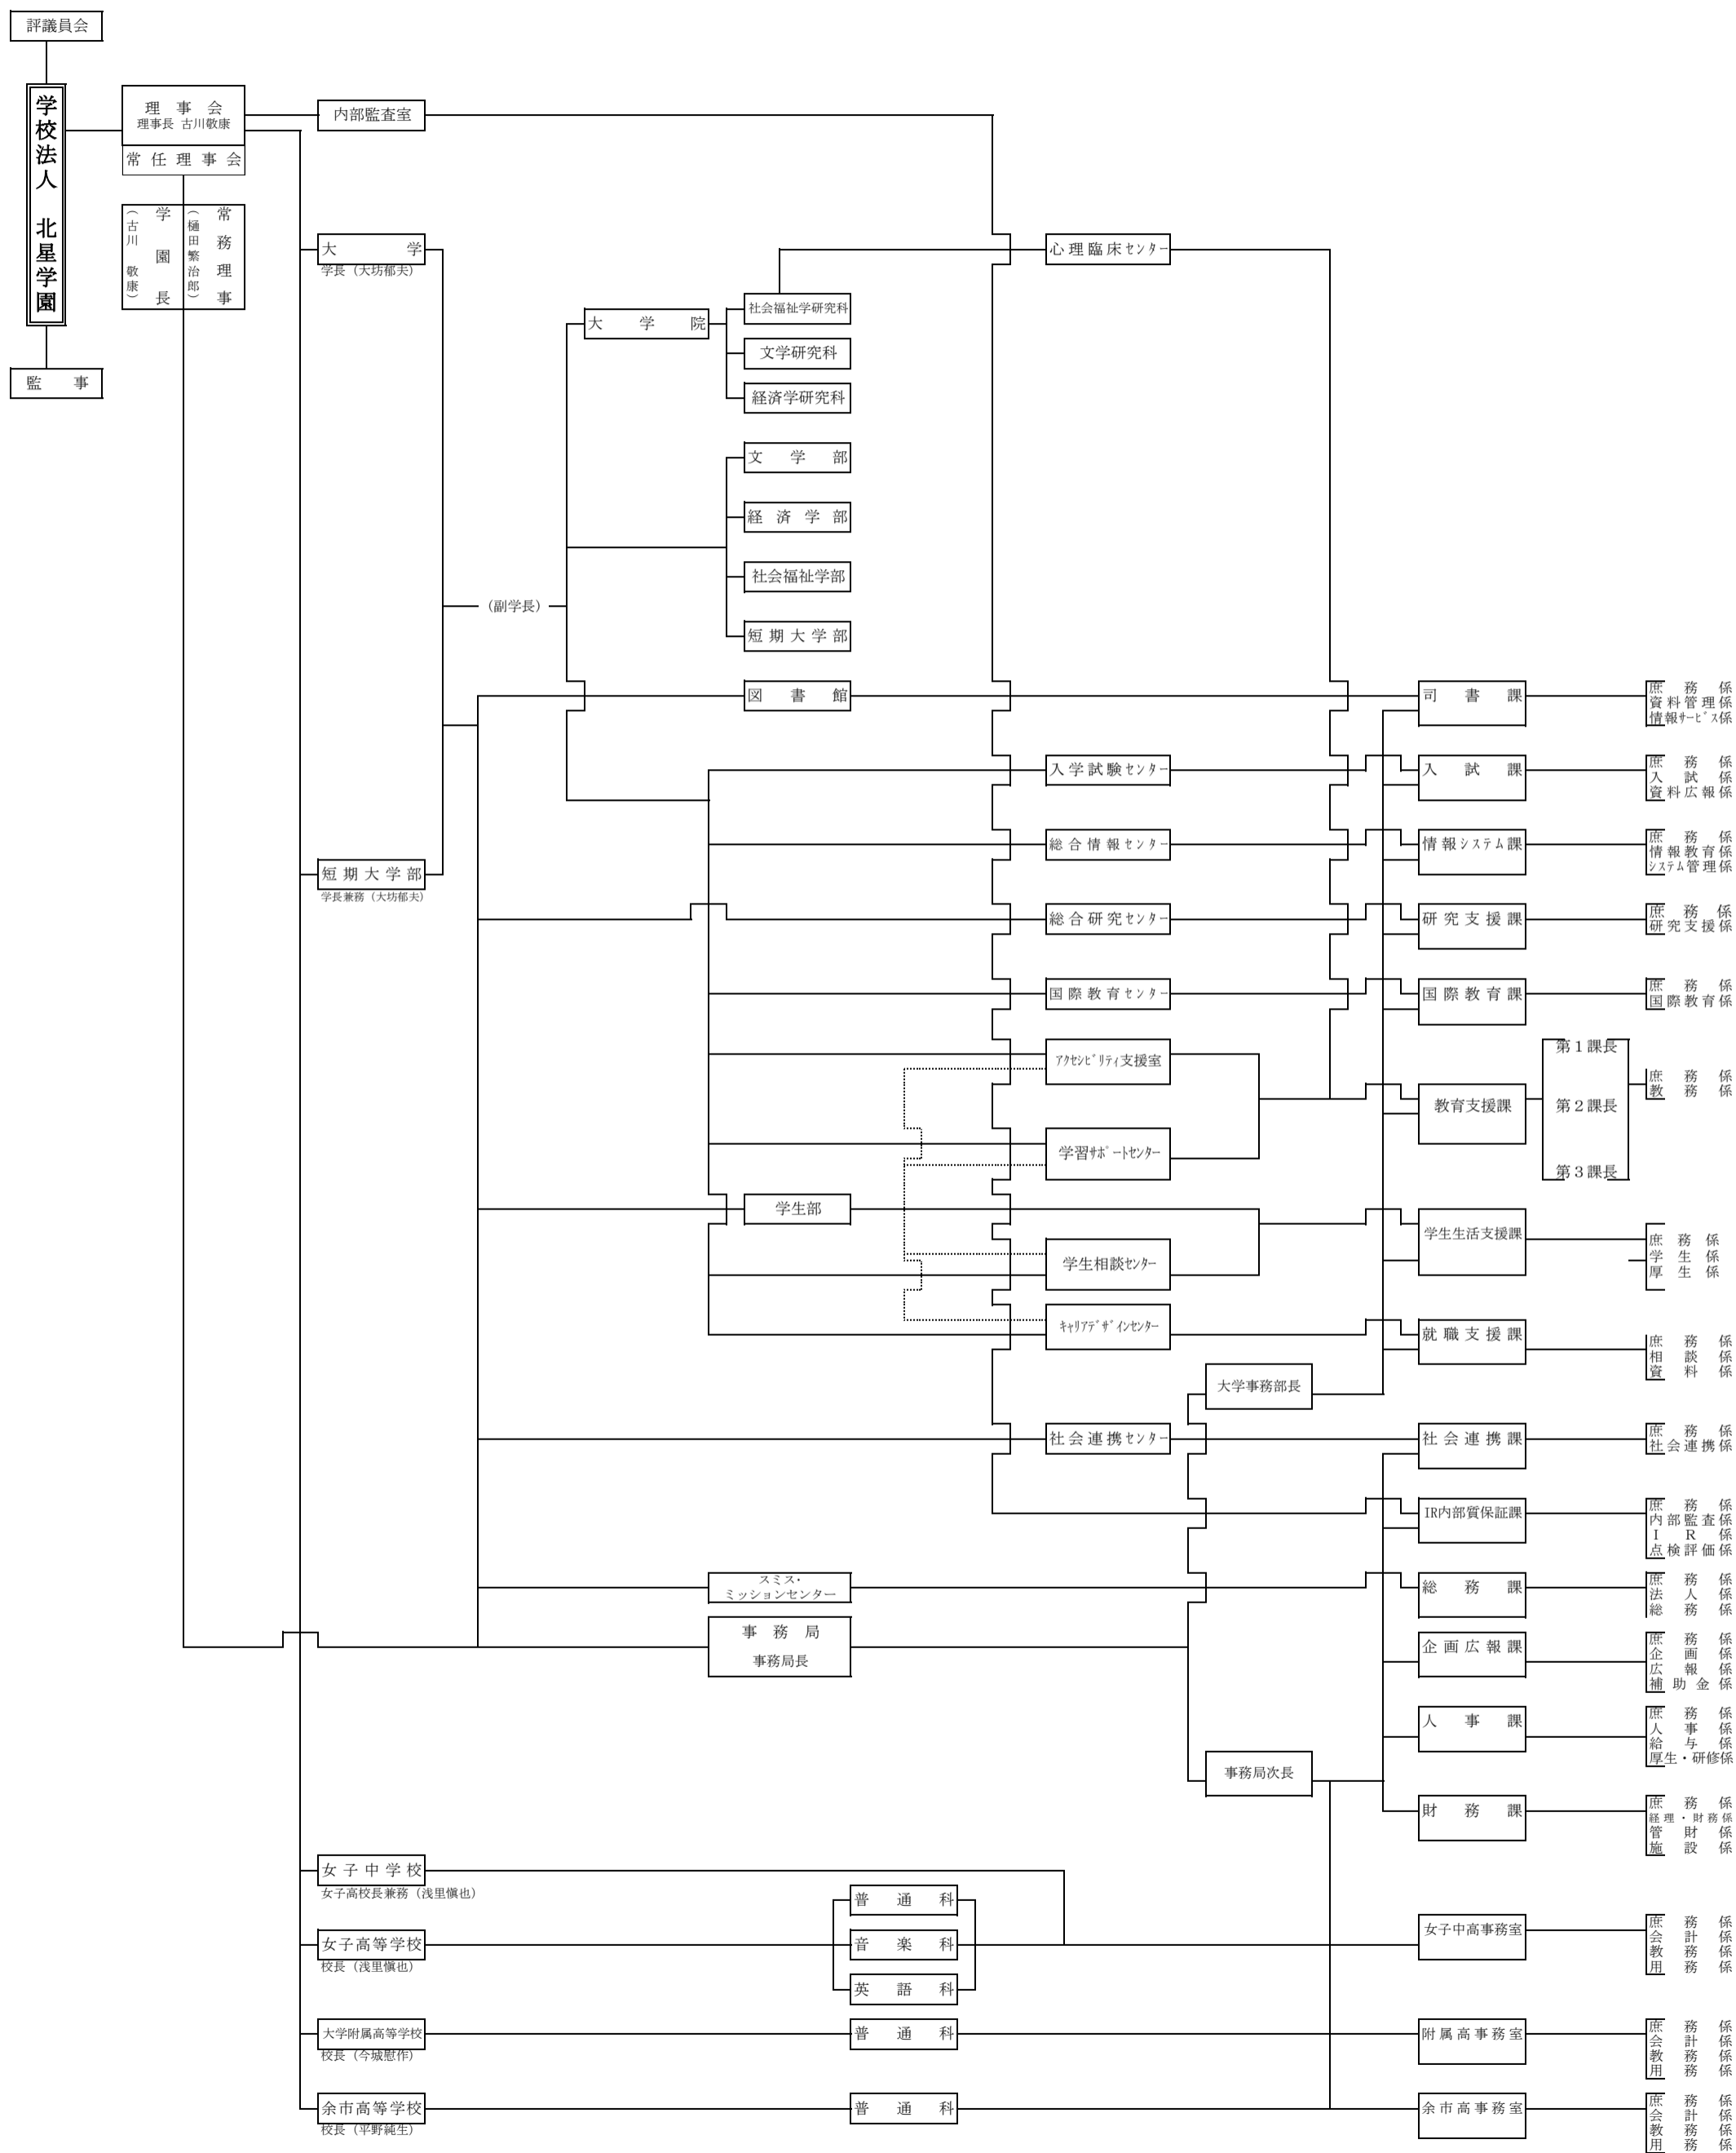 評議員会
学校法人 北星学園
理事会
理事長 古川敬康
常任理事会
学園長
（古川 敬康）
常務理事
（樋田繁治郎）
監事
内部監査室
大学
学長（大坊郁夫）
心理臨床センター
大学院
社会福祉学研究科
文学研究科
経済学研究科
文学部
経済学部
社会福祉学部
（副学長）
短期大学部
図書館
司書課
庶務係
資料管理係
情報サービス係
入学試験センター
入試課
庶務係
入試係
資料広報係
総合情報センター
情報システム課
庶務係
情報教育係
システム管理係
短期大学部
学長兼務（大坊郁夫）
総合研究センター
研究支援課
庶務係
研究支援係
国際教育センター
国際教育課
庶務係
国際教育係
アクセシビリティ支援室
学習サポートセンター
教育支援課
第１課長
第２課長
第３課長
庶務係
教務係
学生部
学生相談センター
学生生活支援課
庶務係
学生係
厚生係
キャリアデザインセンター
就職支援課
庶務係
相談係
資料係
大学事務部長
社会連携センター
社会連携課
庶務係
社会連携係
IR内部質保証課
庶務係
内部監査係
ＩＲ係
点検評価係
スミス・
ミッションセンター
総務課
庶務係
法人係
総務係
事務局
事務局長
企画広報課
庶務係
企画係
広報係
補助金係
人事課
庶務係
人事係
給与係
厚生・研修係
事務局次長
財務課
庶務係
経理・財務係
管財係
施設係
女子中学校
女子高校長兼務（浅里愼也）
女子高等学校
校長（浅里愼也）
普通科
音楽科
英語科
女子中高事務室
庶務係
会計係
教務係
用務係
大学附属高等学校
校長（今城慰作）
普通科
附属高事務室
庶務係
会計係
教務係
用務係
余市高等学校
校長（平野純生）
普通科
余市高事務室
庶務係
会計係
教務係
用務係